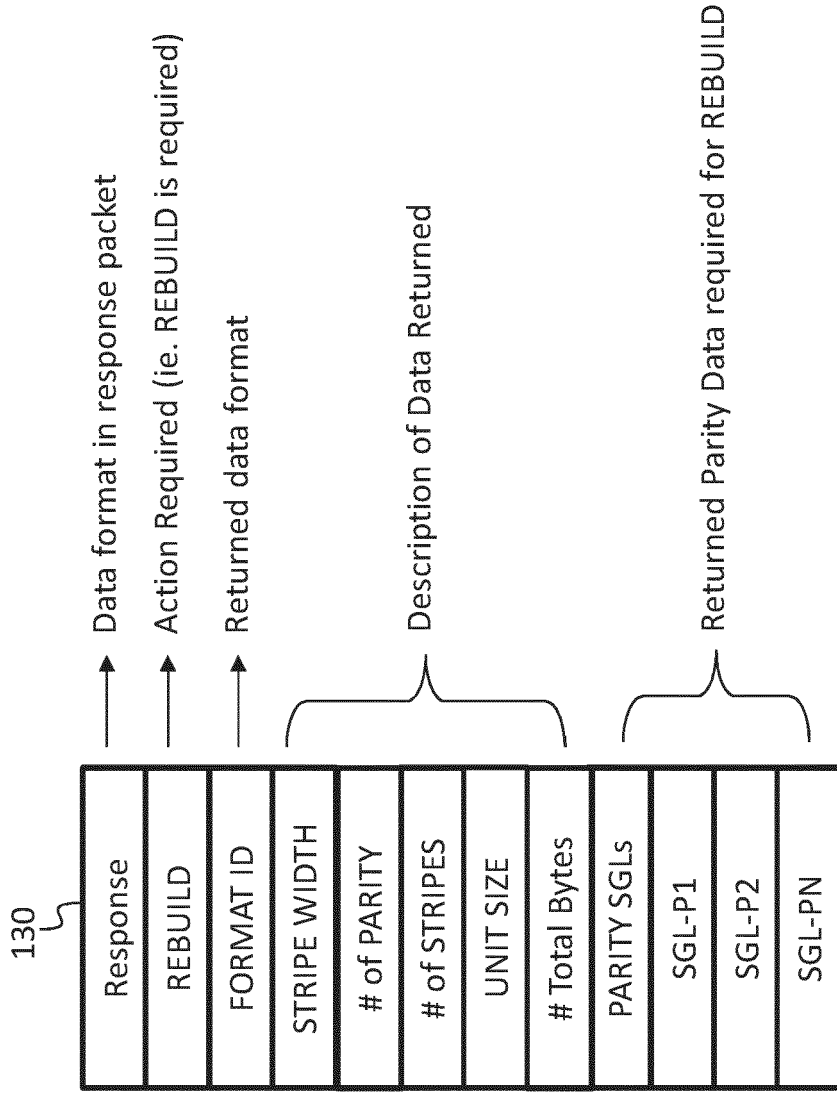 130
Response
REBUILD
FORMAT ID
STRIPE WIDTH
# of PARITY
# of STRIPES
UNIT SIZE
# Total Bytes
PARITY SGLs
SGL-P1
SGL-P2
SGL-PN
Data format in response packet
Action Required (ie. REBUILD is required)
Returned data format
Description of Data Returned
Returned Parity Data required for REBUILD